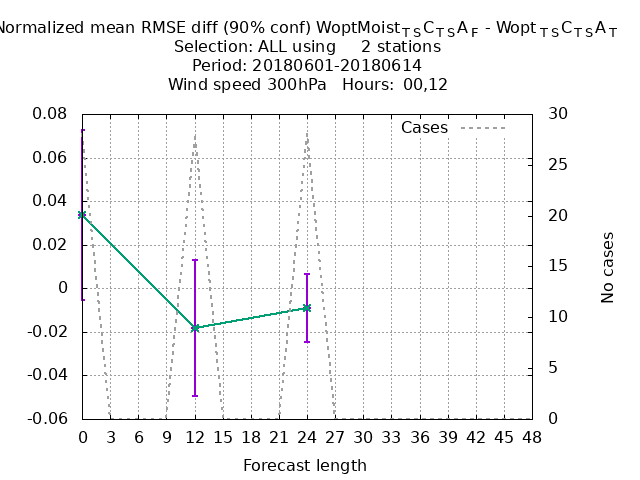 Normalized mean RMSE diff (90% conf) WoptMoistTSCTSAF - WoptTSCTSAT
Selection: ALL using 2 stations
Period: 20180601-20180614
Wind speed 300hPa Hours: 00,12
Cases
0.08
0.06
0.04
0.02
0
-0.02
-0.04
-0.06
30
25
20
15
10
5
0
No cases
0 3 6 9 12 15 18 21 24 27 30 33 36 39 42 45 48
Forecast length